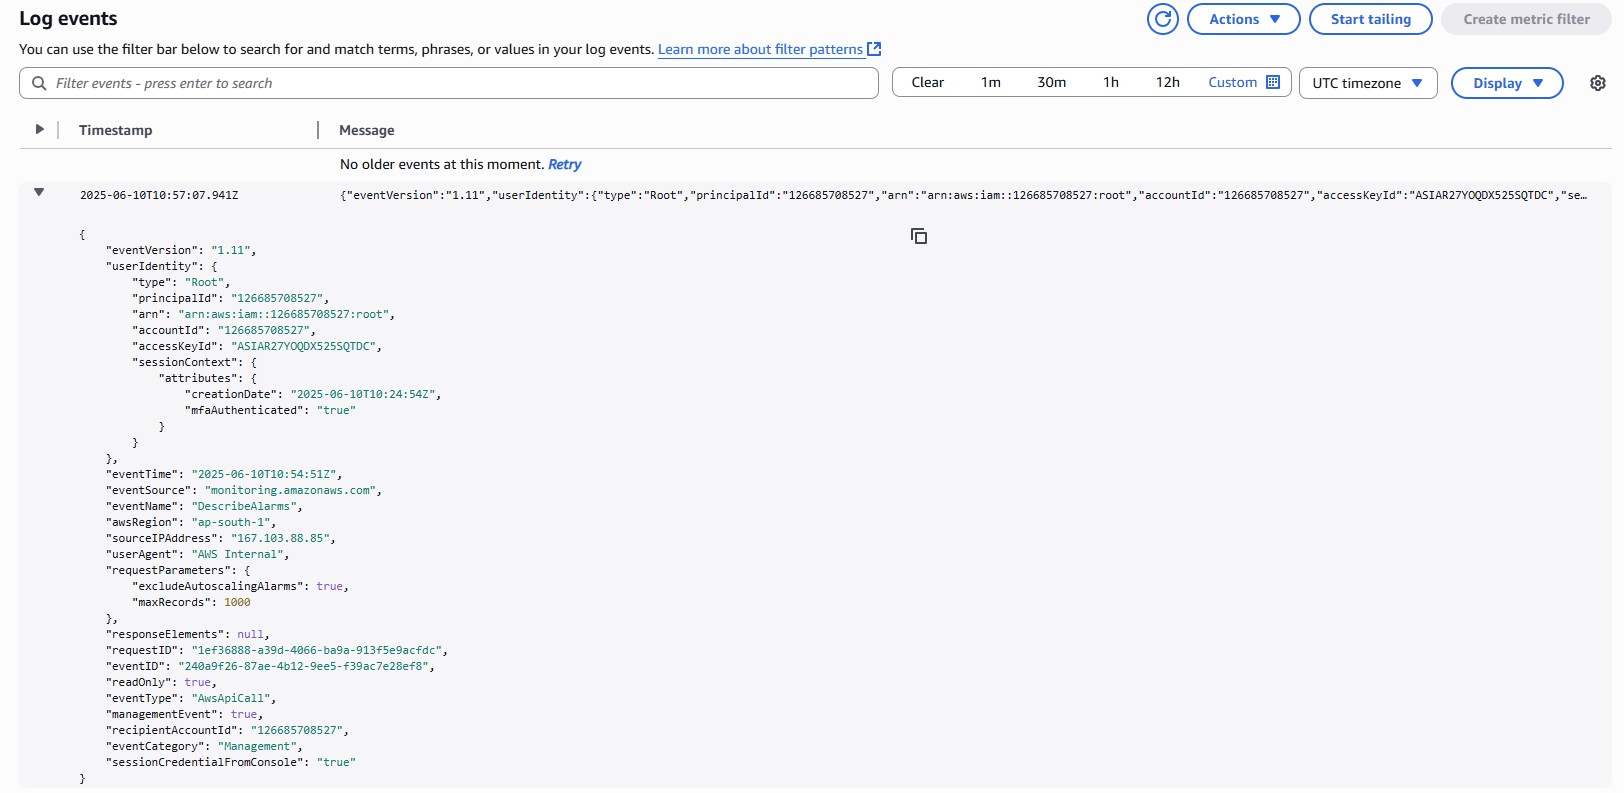 Log events
Actions
Start tailing
Create metric filter
You can use the filter bar below to search for and match terms, phrases, or values in your log events. Learn more about filter patterns
Filter events - press enter to search
Clear 1m 30m 1h 12h Custom
UTC timezone
Display
Timestamp Message
No older events at this moment. Retry
2025-06-10T10:57:07.941Z {"eventVersion":"1.11","userIdentity":{"type":"Root","principalId":"126685708527","arn":"arn:aws:iam::126685708527:root","accountId":"126685708527","accessKeyId":"ASIAR27YOQDX525SQTDC","se…
{
"eventVersion": "1.11",
"userIdentity": {
"type": "Root",
"principalId": "126685708527",
"arn": "arn:aws:iam::126685708527:root",
"accountId": "126685708527",
"accessKeyId": "ASIAR27YOQDX525SQTDC",
"sessionContext": {
"attributes": {
"creationDate": "2025-06-10T10:24:54Z",
"mfaAuthenticated": "true"
}
}
},
"eventTime": "2025-06-10T10:54:51Z",
"eventSource": "monitoring.amazonaws.com",
"eventName": "DescribeAlarms",
"awsRegion": "ap-south-1",
"sourceIPAddress": "167.103.88.85",
"userAgent": "AWS Internal",
"requestParameters": {
"excludeAutoscalingAlarms": true,
"maxRecords": 1000
},
"responseElements": null,
"requestID": "1ef36888-a39d-4066-ba9a-913f5e9acfdc",
"eventID": "240a9f26-87ae-4b12-9ee5-f39ac7e28ef8",
"readOnly": true,
"eventType": "AwsApiCall",
"managementEvent": true,
"recipientAccountId": "126685708527",
"eventCategory": "Management",
"sessionCredentialFromConsole": "true"
}